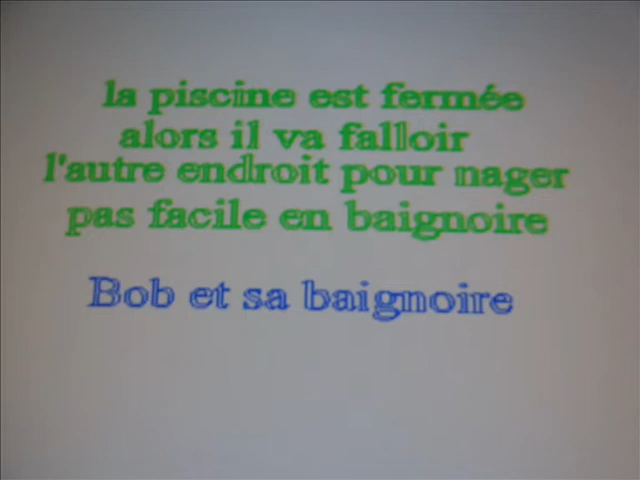 la piscine est fermée
alors il va falloir
l'autre endroit pour nager
pas facile en baignoire
Bob et sa baignoire